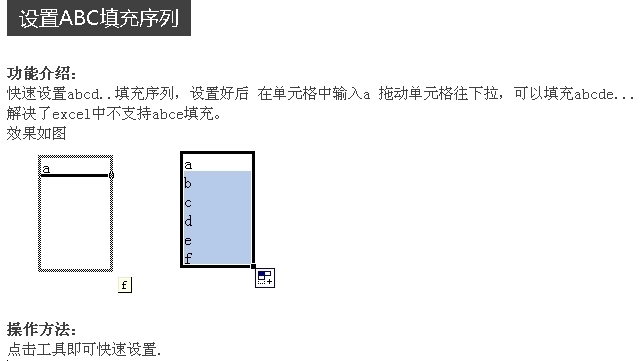 设置ABC填充序列
功能介绍：
快速设置abcd..填充序列，设置好后 在单元格中输入a 拖动单元格往下拉，可以填充abcde...
解决了excel中不支持abce填充。
效果如图
a
f
a
b
c
d
e
f
操作方法：
点击工具即可快速设置.